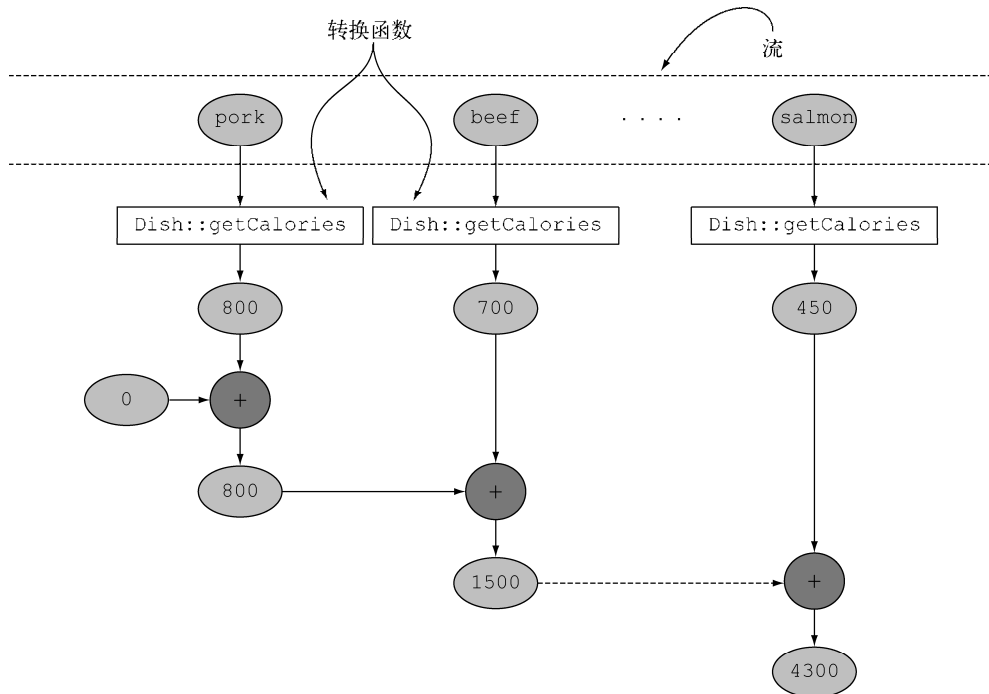 转换函数
流
pork
beef
. . . .
salmon
Dish::getCalories
Dish::getCalories
Dish::getCalories
800
700
450
0
+
800
+
1500
+
4300